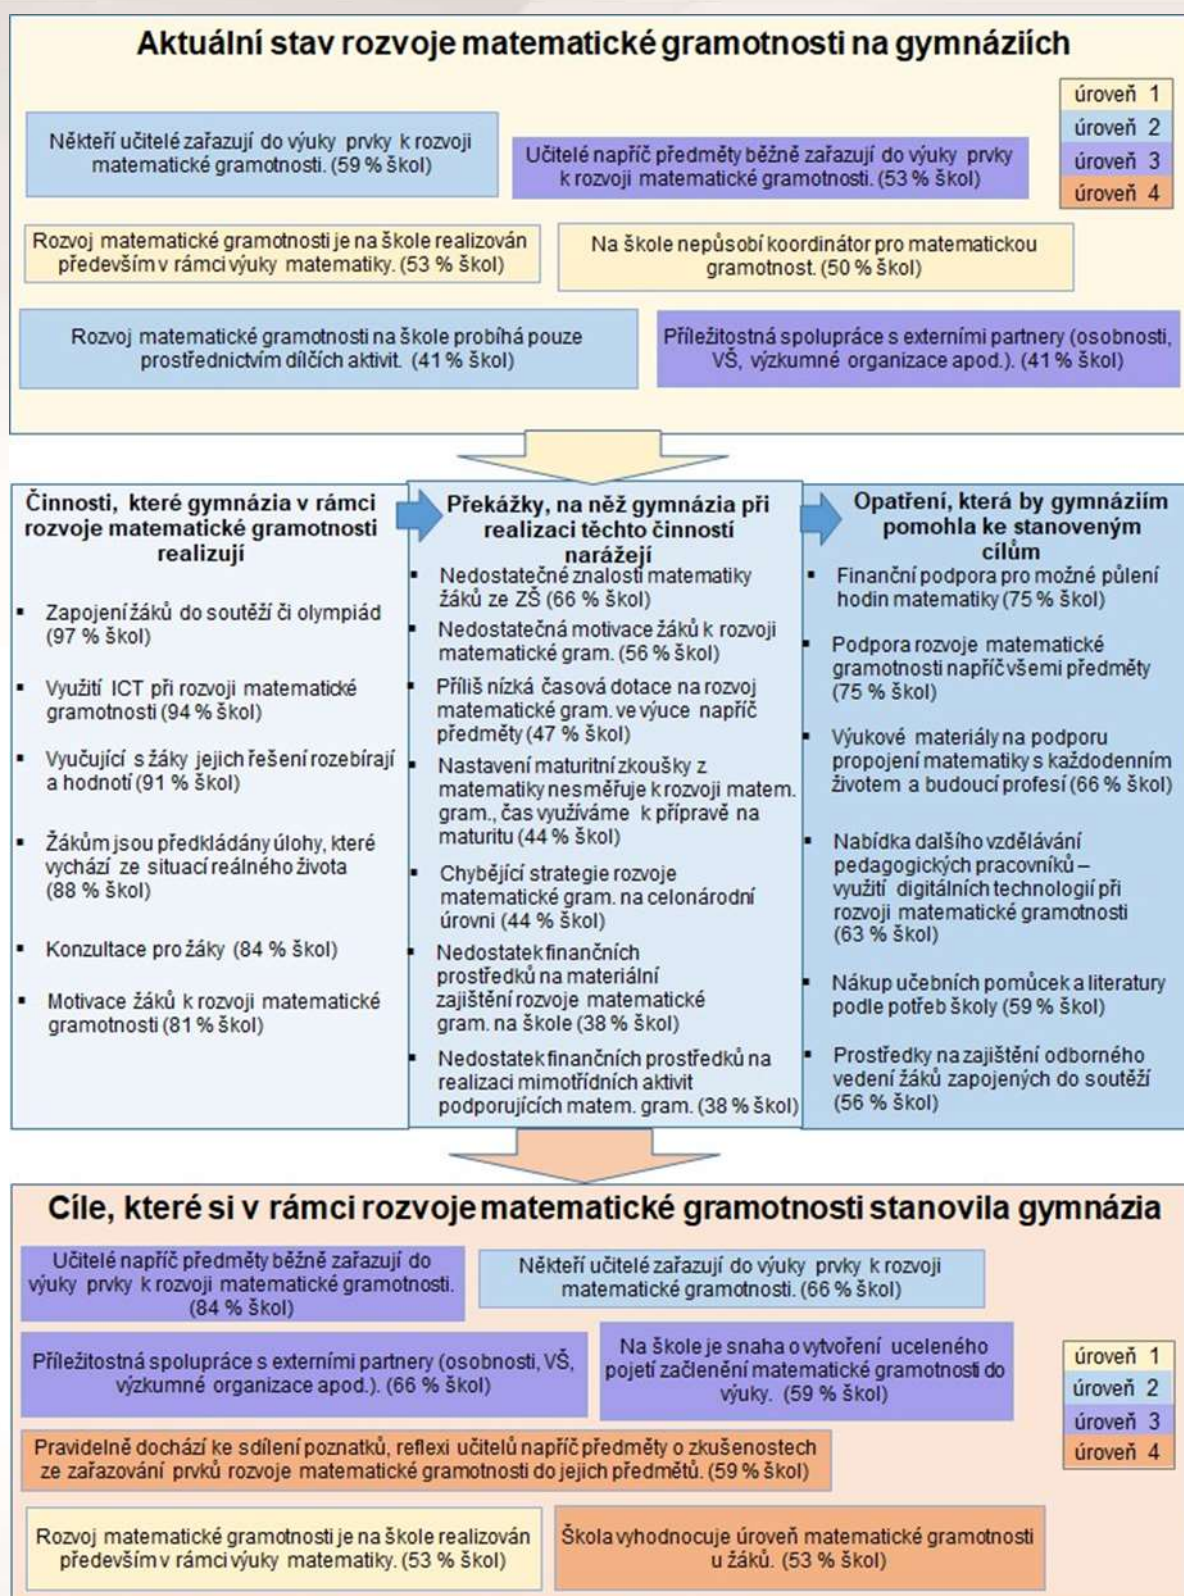 Aktuální stav rozvoje matematické gramotnosti na gymnáziích
úroveň 1
úroveň 2
úroveň 3
úroveň 4
Někteří učitelé zařazují do výuky prvky k rozvoji
matematické gramotnosti. (59 % škol)
Učitelé napříč předměty běžně zařazují do výuky prvky
k rozvoji matematické gramotnosti. (53 % škol)
Rozvoj matematické gramotnosti je na škole realizován
především v rámci výuky matematiky. (53 % škol)
Na škole nepůsobí koordinátor pro matematickou
gramotnost. (50 % škol)
Rozvoj matematické gramotnosti na škole probíhá pouze
prostřednictvím dílčích aktivit. (41 % škol)
Příležitostná spolupráce s externími partnery (osobnosti,
VŠ, výzkumné organizace apod.). (41 % škol)
Činnosti, které gymnázia v rámci
rozvoje matematické gramotnosti
realizují
▪ Zapojení žáků do soutěží či olympiád
(97 % škol)
▪ Využití ICT při rozvoji matematické
gramotnosti (94 % škol)
▪ Vyučující s žáky jejich řešení rozebírají
a hodnotí (91 % škol)
▪ Žákům jsou předkládány úlohy, které
vychází ze situací reálného života
(88 % škol)
▪ Konzultace pro žáky (84 % škol)
▪ Motivace žáků k rozvoji matematické
gramotnosti (81 % škol)
Překážky, na něž gymnázia při
realizaci těchto činností
narážejí
▪ Nedostatečné znalosti matematiky
žáků ze ZŠ (66 % škol)
▪ Nedostatečná motivace žáků k rozvoji
matematické gram. (56 % škol)
▪ Příliš nízká časová dotace na rozvoj
matematické gram. ve výuce napříč
předměty (47 % škol)
▪ Nastavení maturitní zkoušky z
matematiky nesměřuje k rozvoji matem.
gram., čas využíváme k přípravě na
maturitu (44 % škol)
▪ Chybějící strategie rozvoje
matematické gram. na celonárodní
úrovni (44 % škol)
▪ Nedostatek finančních
prostředků na materiální
zajištění rozvoje matematické
gram. na škole (38 % škol)
▪ Nedostatek finančních prostředků na
realizaci mimotřídních aktivit
podporujících matem. gram. (38 % škol)
Opatření, která by gymnáziím
pomohla ke stanoveným
cílům
▪ Finanční podpora pro možné půlení
hodin matematiky (75 % škol)
▪ Podpora rozvoje matematické
gramotnosti napříč všemi předměty
(75 % škol)
▪ Výukové materiály na podporu
propojení matematiky s každodenním
životem a budoucí profesí (66 % škol)
▪ Nabídka dalšího vzdělávání
pedagogických pracovníků –
využití digitálních technologií při
rozvoji matematické gramotnosti
(63 % škol)
▪ Nákup učebních pomůcek a literatury
podle potřeb školy (59 % škol)
▪ Prostředky na zajištění odborného
vedení žáků zapojených do soutěží
(56 % škol)
Cíle, které si v rámci rozvoje matematické gramotnosti stanovila gymnázia
Učitelé napříč předměty běžně zařazují do
výuky prvky k rozvoji matematické gramotnosti.
(84 % škol)
Někteří učitelé zařazují do výuky prvky k rozvoji
matematické gramotnosti. (66 % škol)
Příležitostná spolupráce s externími partnery (osobnosti, VŠ,
výzkumné organizace apod.). (66 % škol)
Na škole je snaha o vytvoření uceleného
pojetí začlenění matematické gramotnosti do
výuky. (59 % škol)
úroveň 1
úroveň 2
úroveň 3
úroveň 4
Pravidelně dochází ke sdílení poznatků, reflexi učitelů napříč předměty o zkušenostech
ze zařazování prvků rozvoje matematické gramotnosti do jejich předmětů. (59 % škol)
Rozvoj matematické gramotnosti je na škole realizován
především v rámci výuky matematiky. (53 % škol)
Škola vyhodnocuje úroveň matematické gramotnosti
u žáků. (53 % škol)